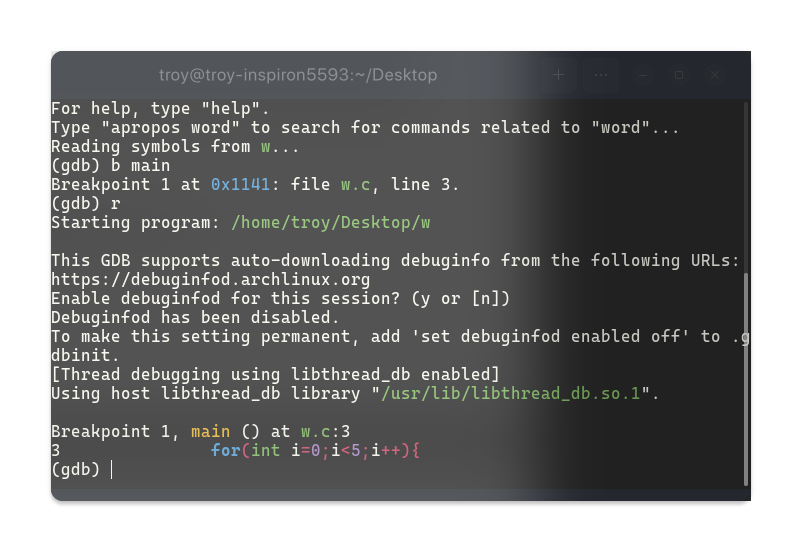 troy@troy-inspiron5593:~/Desktop
For help, type "help".
Type "apropos word" to search for commands related to "word"...
Reading symbols from w...
(gdb) b main
Breakpoint 1 at 0x1141: file w.c, line 3.
(gdb) r
Starting program: /home/troy/Desktop/w
This GDB supports auto-downloading debuginfo from the following URLs:
https://debuginfod.archlinux.org
Enable debuginfod for this session? (y or [n])
Debuginfod has been disabled.
To make this setting permanent, add 'set debuginfod enabled off' to .g
dbinit.
[Thread debugging using libthread_db enabled]
Using host libthread_db library "/usr/lib/libthread_db.so.1".
Breakpoint 1, main () at w.c:3
3               for(int i=0;i<5;i++){
(gdb)